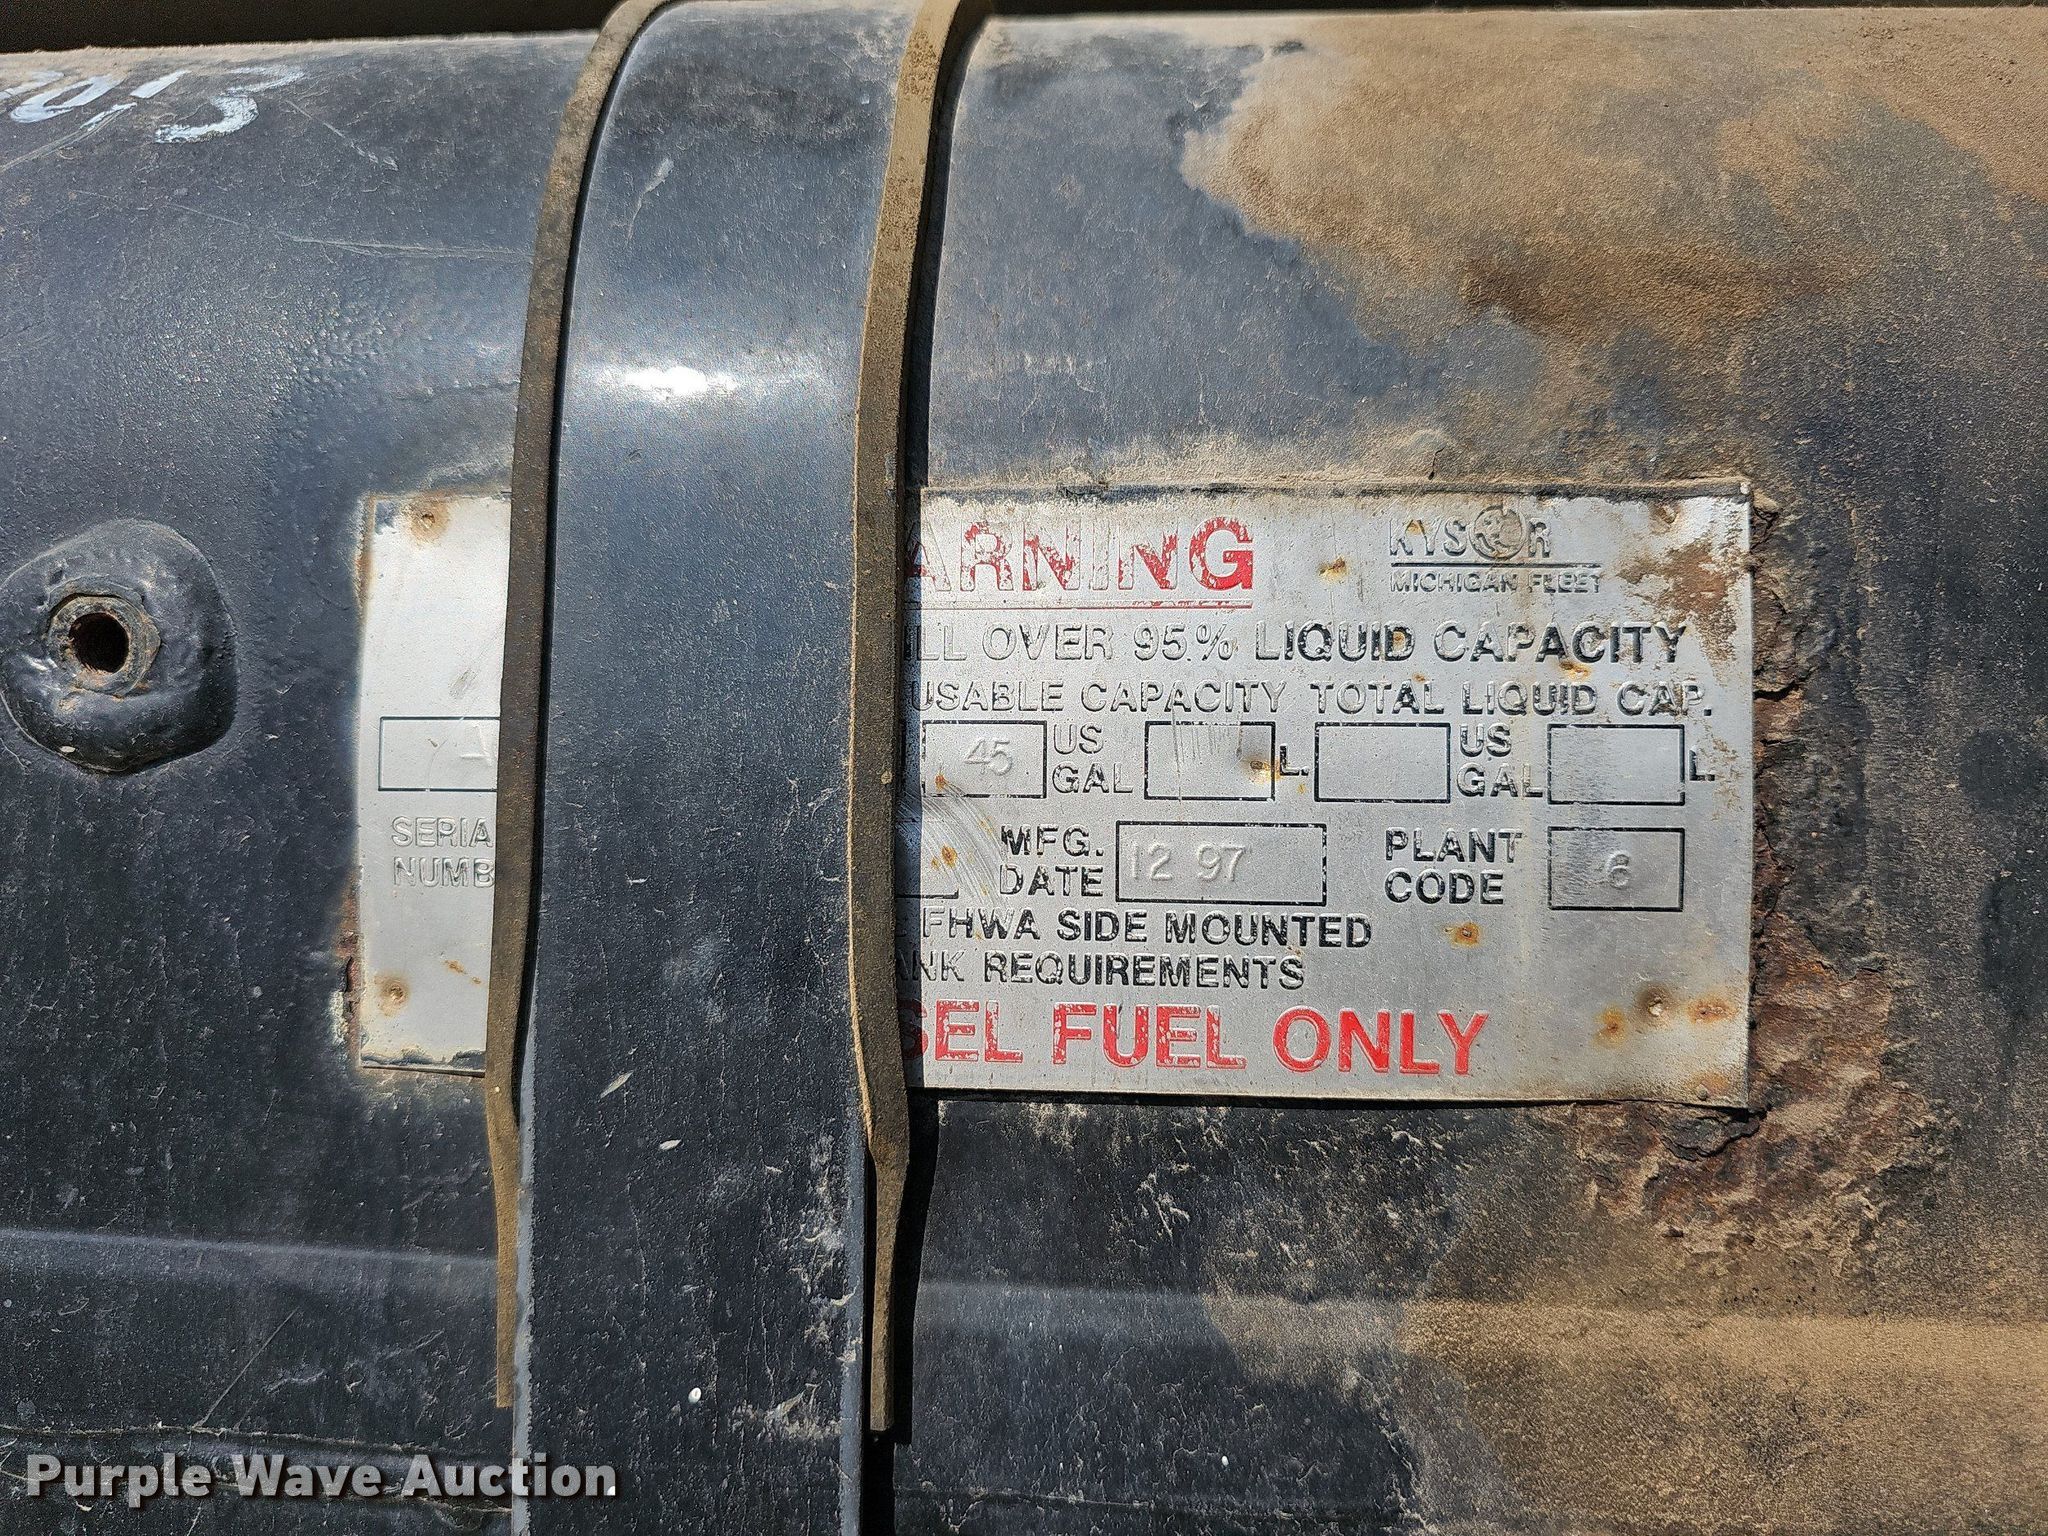 ARNING
KYSOR
MICHIGAN FLEET
ILL OVER 95% LIQUID CAPACITY
USABLE CAPACITY TOTAL LIQUID CAP.
45 US GAL L. US GAL L.
SERIA
NUMB
MFG. DATE 12 97 PLANT CODE 6
FHWA SIDE MOUNTED
ANK REQUIREMENTS
SEL FUEL ONLY
Purple Wave Auction